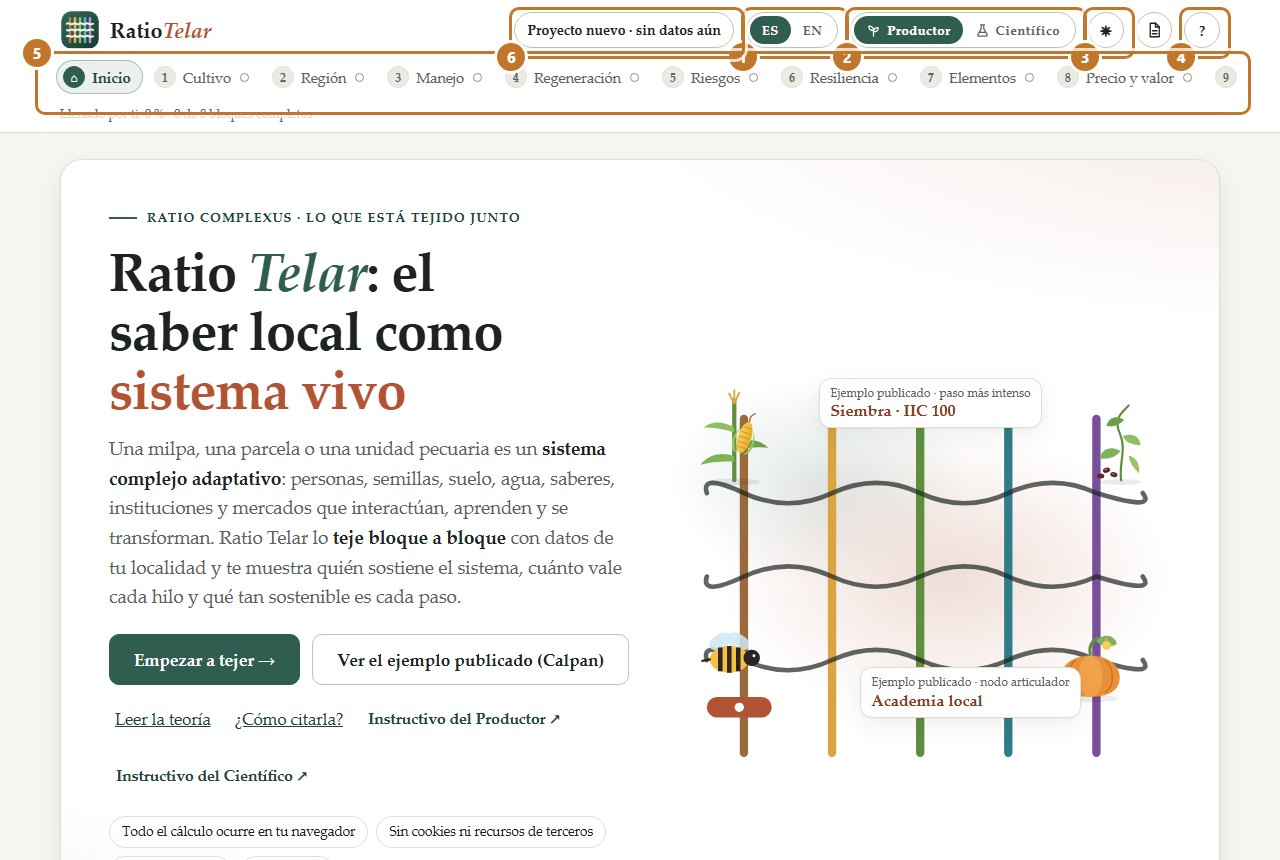 RatioTelar
Proyecto nuevo · sin datos aún
ES EN
Productor Científico
?
5
6
1
2
3
4
Inicio
1 Cultivo
2 Región
3 Manejo
4 Regeneración
5 Riesgos
6 Resiliencia
7 Elementos
8 Precio y valor
9
RATIO COMPLEXUS · LO QUE ESTÁ TEJIDO JUNTO
Ratio Telar: el
saber local como
sistema vivo
Una milpa, una parcela o una unidad pecuaria es un sistema
complejo adaptativo: personas, semillas, suelo, agua, saberes,
instituciones y mercados que interactúan, aprenden y se
transforman. Ratio Telar lo teje bloque a bloque con datos de
tu localidad y te muestra quién sostiene el sistema, cuánto vale
cada hilo y qué tan sostenible es cada paso.
Empezar a tejer →
Ver el ejemplo publicado (Calpan)
Leer la teoría
¿Cómo citarla?
Instructivo del Productor ↗
Instructivo del Científico ↗
Todo el cálculo ocurre en tu navegador
Sin cookies ni recursos de terceros
Ejemplo publicado · paso más intenso
Siembra · IIC 100
Ejemplo publicado · nodo articulador
Academia local